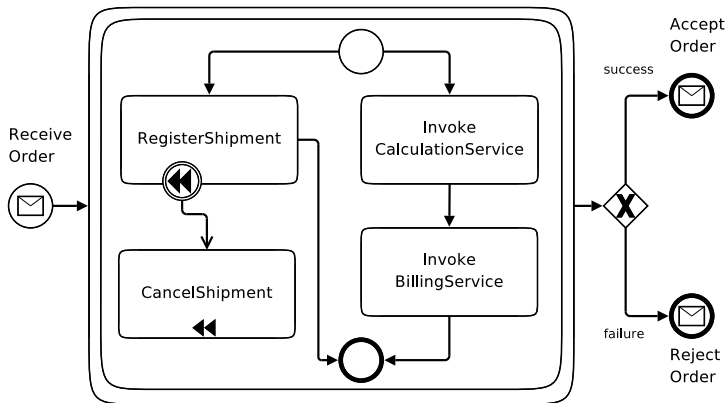 Accept
Order
success
RegisterShipment
Invoke
CalculationService
Receive
Order
X
CancelShipment
Invoke
BillingService
failure
Reject
Order